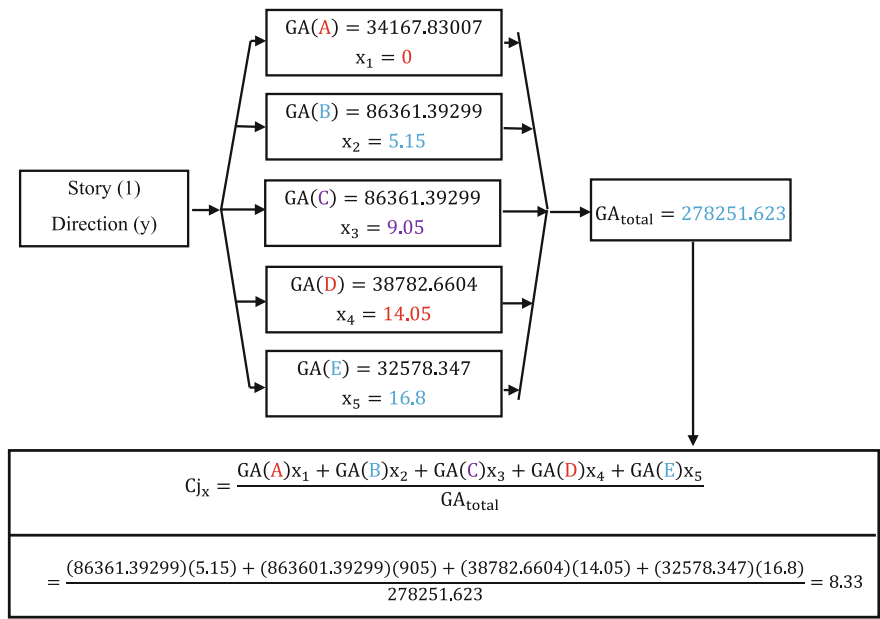 GA(A) = 34167.83007
x₁ = 0
GA(B) = 86361.39299
x₂ = 5.15
Story (1)
Direction (y)
GA(C) = 86361.39299
x₃ = 9.05
GA_total = 278251.623
GA(D) = 38782.6604
x₄ = 14.05
GA(E) = 32578.347
x₅ = 16.8
Cj_x = (GA(A)x₁ + GA(B)x₂ + GA(C)x₃ + GA(D)x₄ + GA(E)x₅) / GA_total
= ((86361.39299)(5.15) + (863601.39299)(905) + (38782.6604)(14.05) + (32578.347)(16.8)) / 278251.623 = 8.33